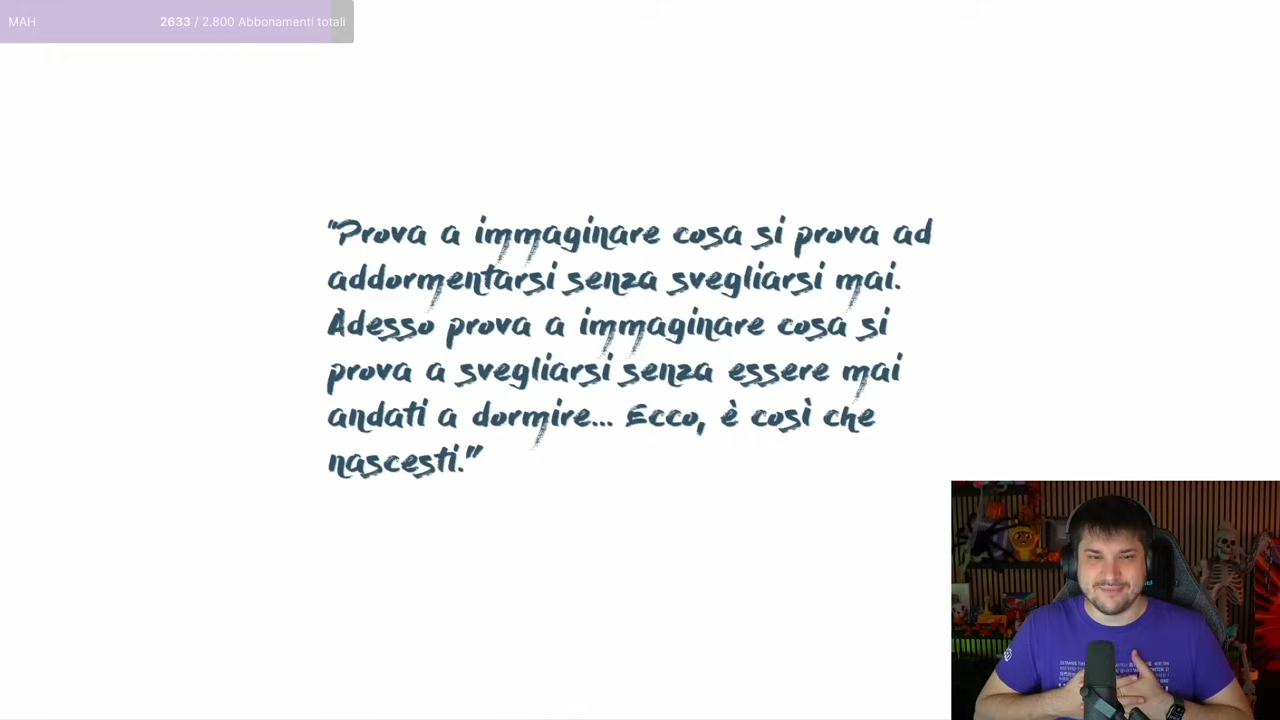 MAH
2633 / 2.800 Abbonamenti totali
"Prova a immaginare cosa si prova ad
addormentarsi senza svegliarsi mai.
Adesso prova a immaginare cosa si
prova a svegliarsi senza essere mai
andati a dormire... Ecco, è così che
nascesti."